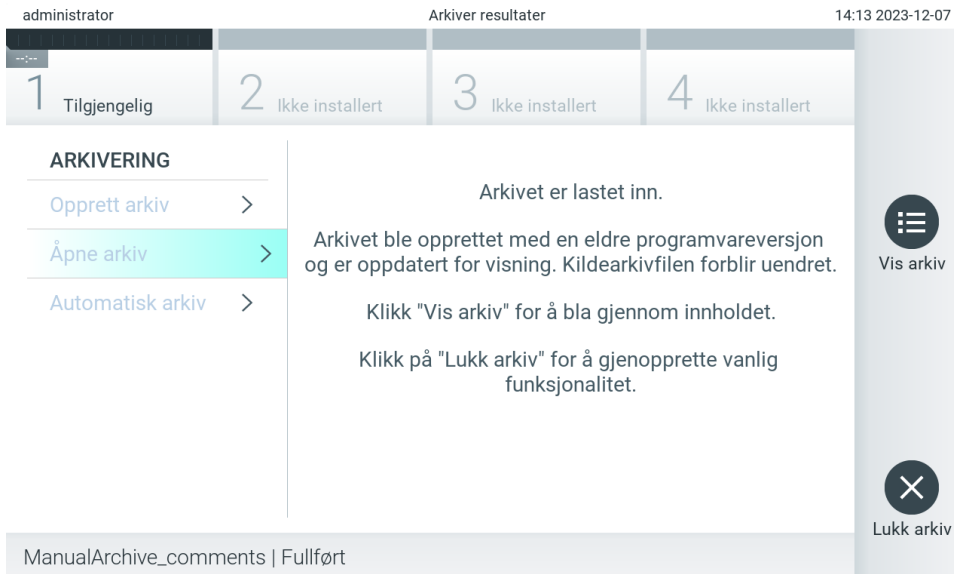 administrator
Arkiver resultater
14:13 2023-12-07
--:--
1 Tilgjengelig
2 Ikke installert
3 Ikke installert
4 Ikke installert
ARKIVERING
Opprett arkiv
Åpne arkiv
Automatisk arkiv
Arkivet er lastet inn.
Arkivet ble opprettet med en eldre programvareversjon
og er oppdatert for visning. Kildearkivfilen forblir uendret.
Klikk "Vis arkiv" for å bla gjennom innholdet.
Klikk på "Lukk arkiv" for å gjenopprette vanlig
funksjonalitet.
Vis arkiv
Lukk arkiv
ManualArchive_comments | Fullført